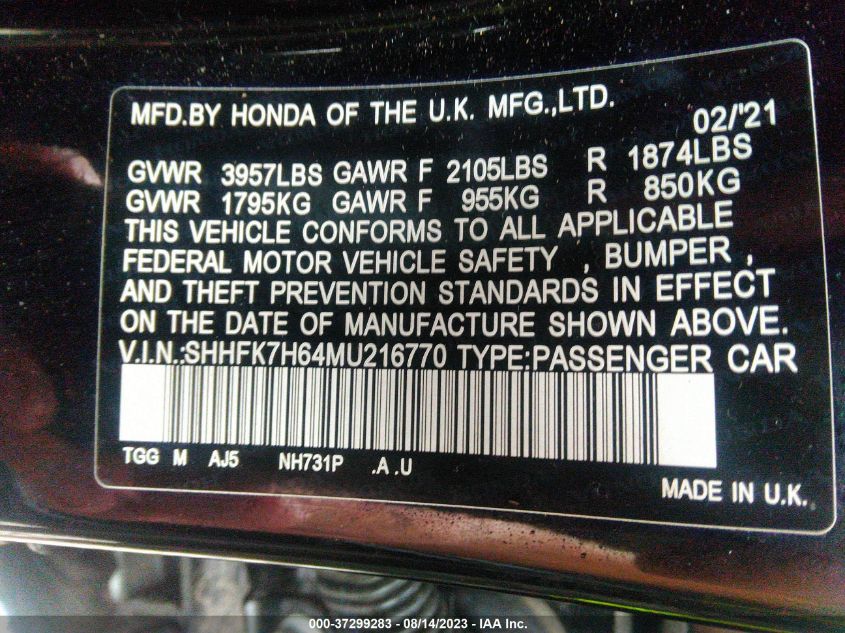 MFD.BY HONDA OF THE U.K. MFG.,LTD.
02/'21
GVWR 3957LBS GAWR F 2105LBS R 1874LBS
GVWR 1795KG GAWR F 955KG R 850KG
THIS VEHICLE CONFORMS TO ALL APPLICABLE
FEDERAL MOTOR VEHICLE SAFETY , BUMPER ,
AND THEFT PREVENTION STANDARDS IN EFFECT
ON THE DATE OF MANUFACTURE SHOWN ABOVE.
V.I.N.:SHHFK7H64MU216770 TYPE:PASSENGER CAR
TGG M AJ5 NH731P .A .U
MADE IN U.K.
000-37299283 - 08/14/2023 - IAA Inc.